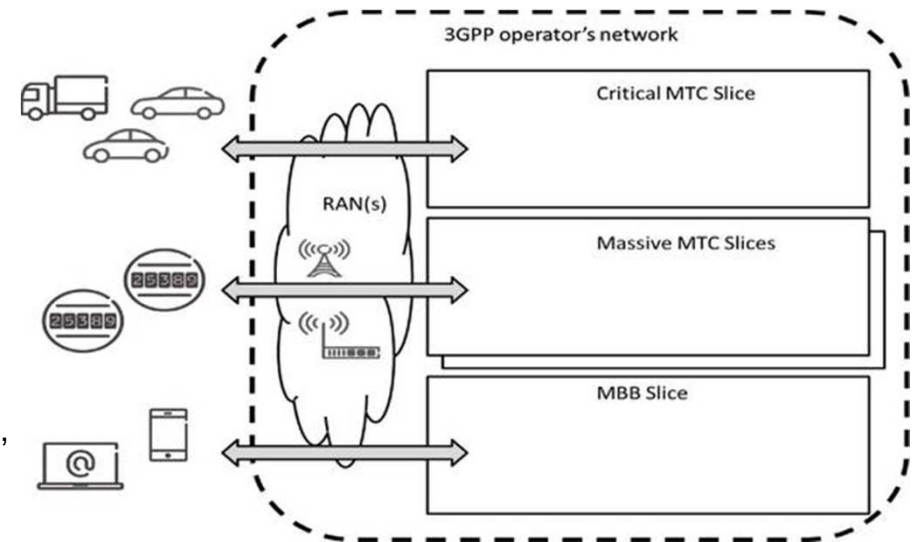 3GPP operator's network
Critical MTC Slice
RAN(s)
Massive MTC Slices
25389
25389
MBB Slice
,
@